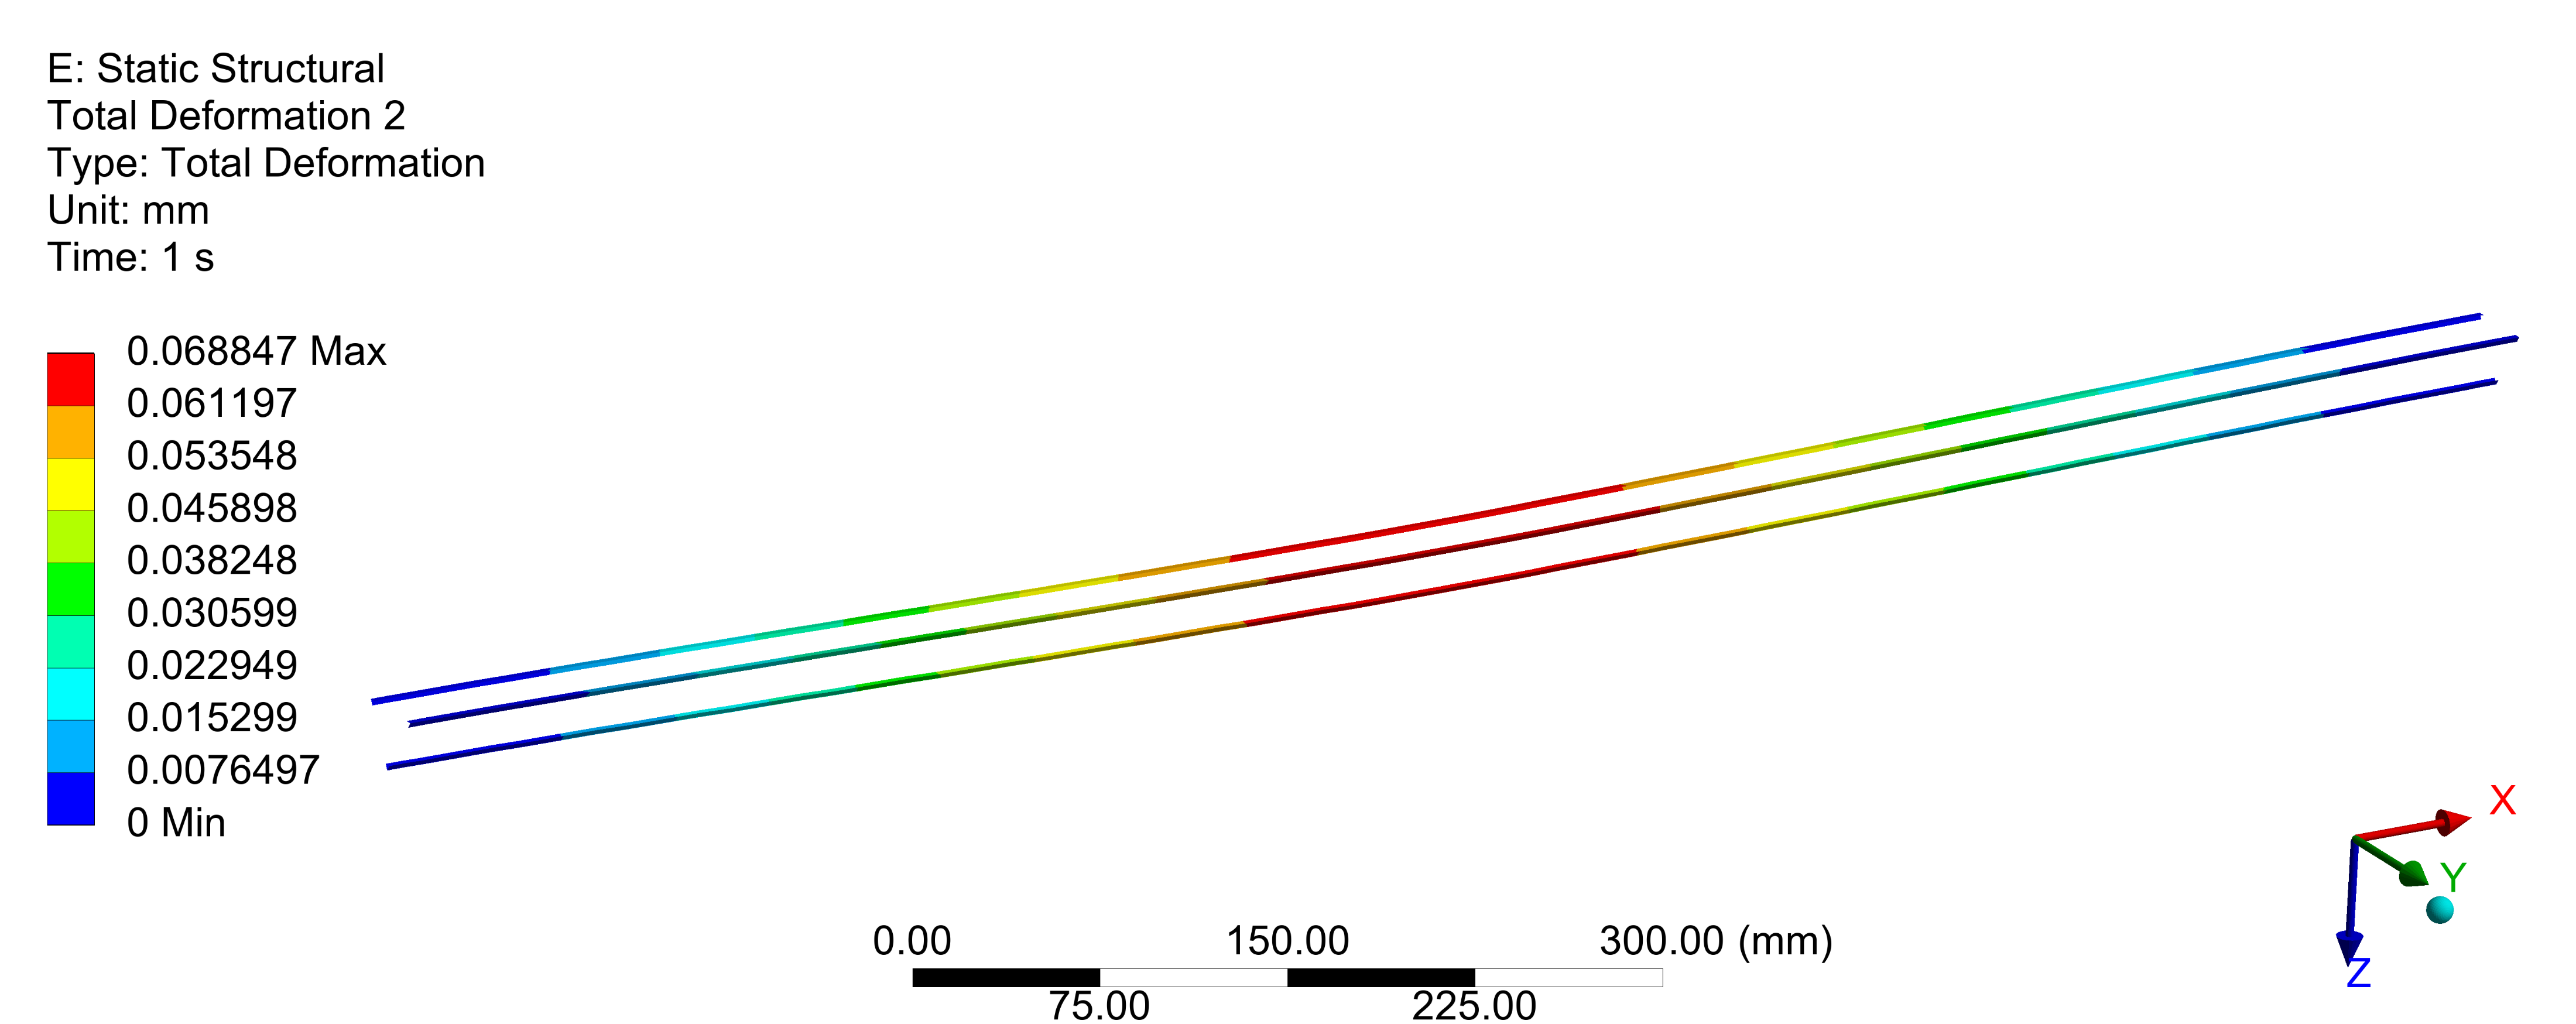 E: Static Structural
Total Deformation 2
Type: Total Deformation
Unit: mm
Time: 1 s
0.068847 Max
0.061197
0.053548
0.045898
0.038248
0.030599
0.022949
0.015299
0.0076497
0 Min
X
Y
Z
0.00 150.00 300.00 (mm)
75.00 225.00